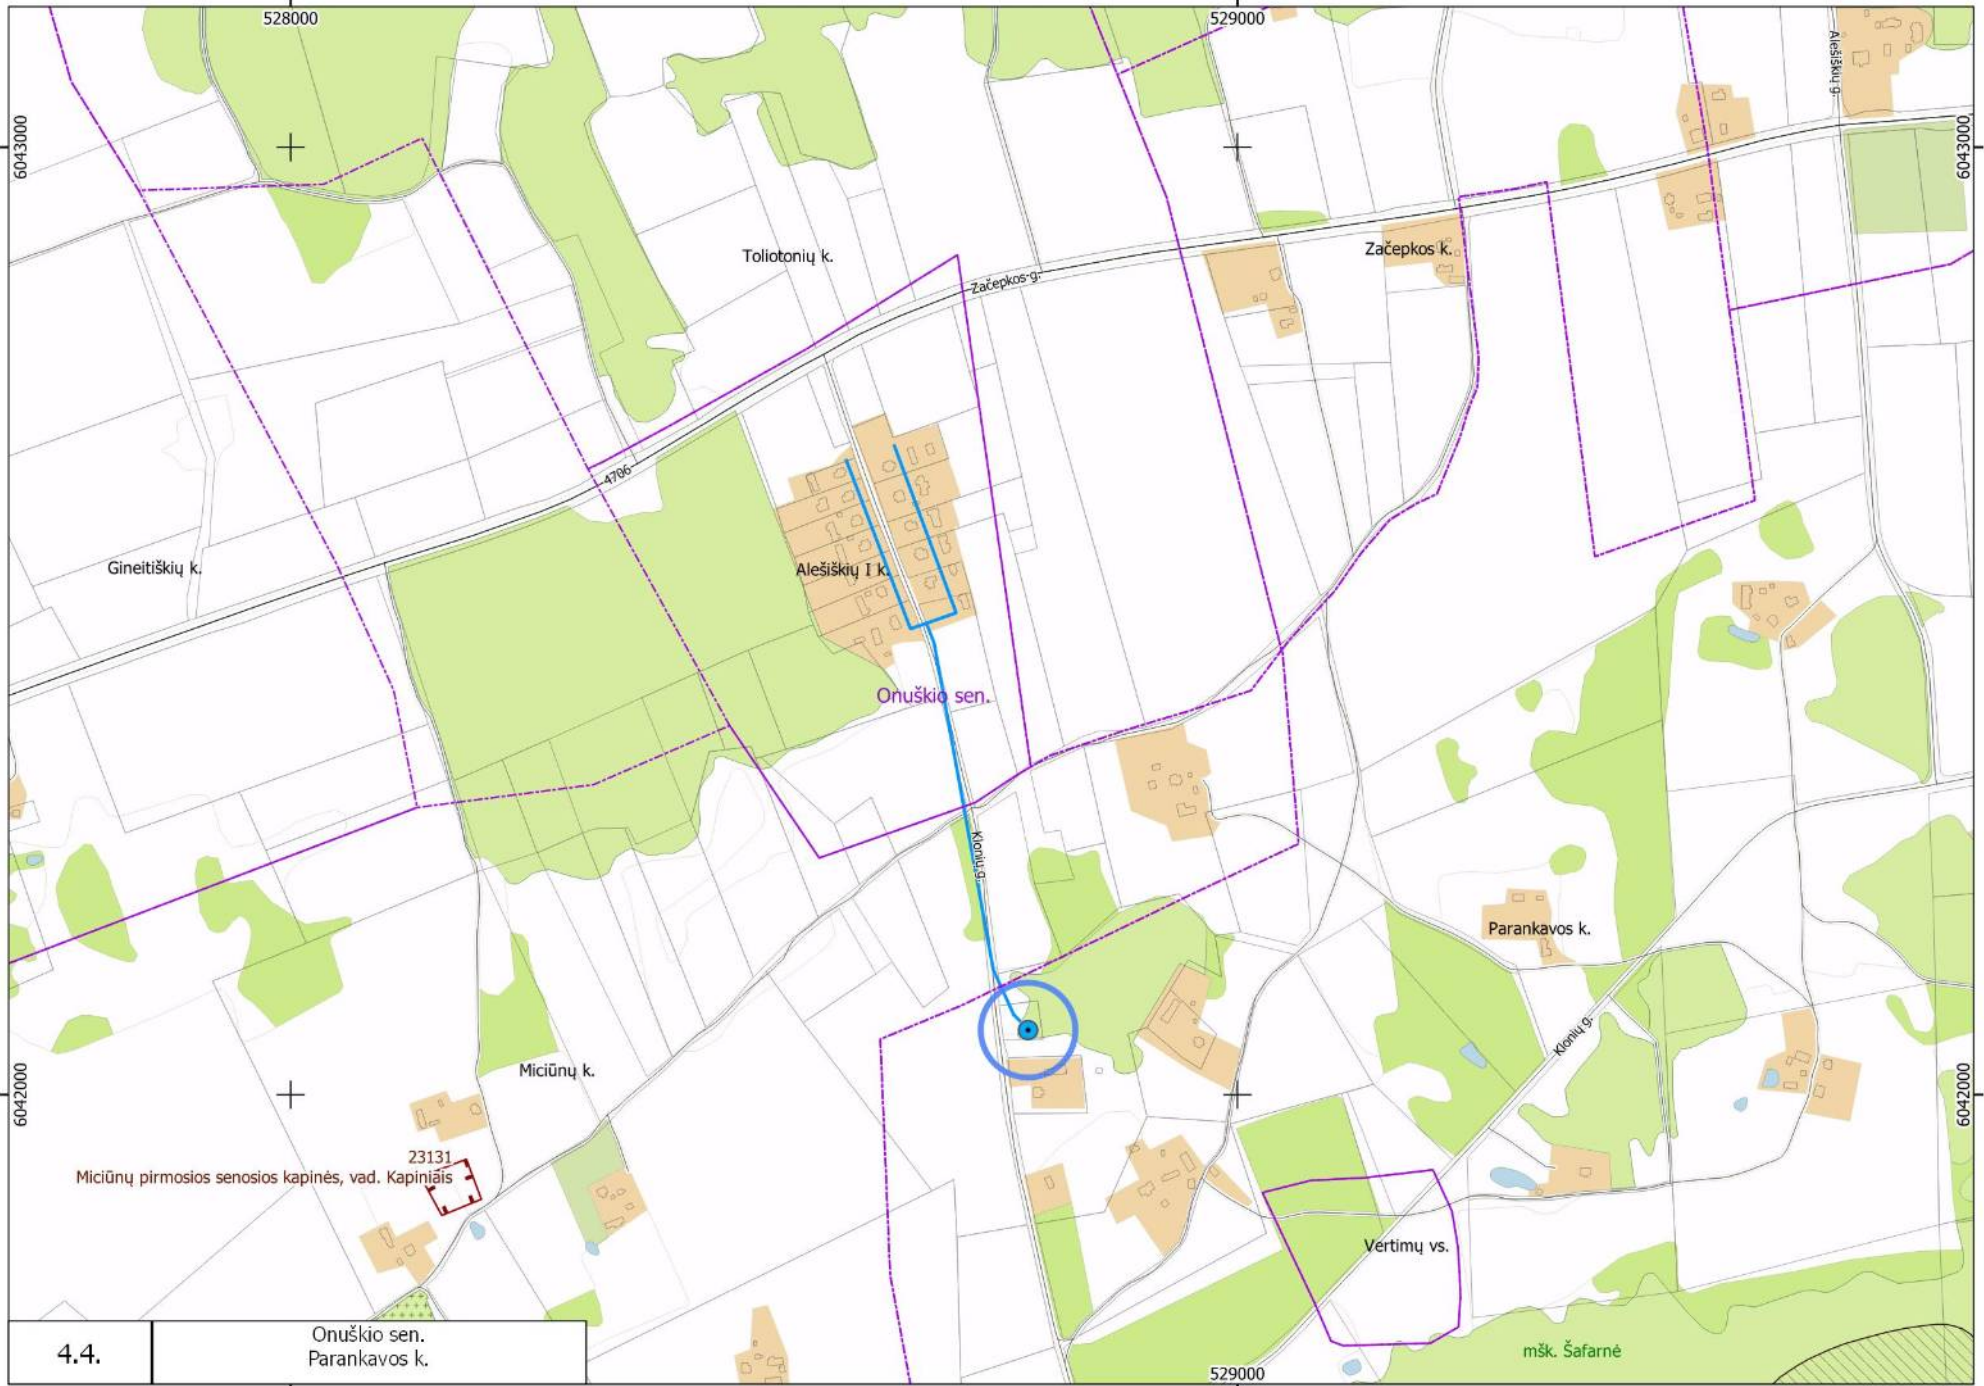 528000
529000
Alešiškių g.
6043000
6043000
Toliotonių k.
Začepkos k.
Začepkos g.
4706
Gineitiškių k.
Alešiškių I k.
Onuškio sen.
Klonių g.
Parankavos k.
Klonių g.
Miciūnų k.
6042000
6042000
23131
Miciūnų pirmosios senosios kapinės, vad. Kapiniais
Vertimų vs.
mšk. Šafarnė
4.4.
Onuškio sen.
Parankavos k.
529000